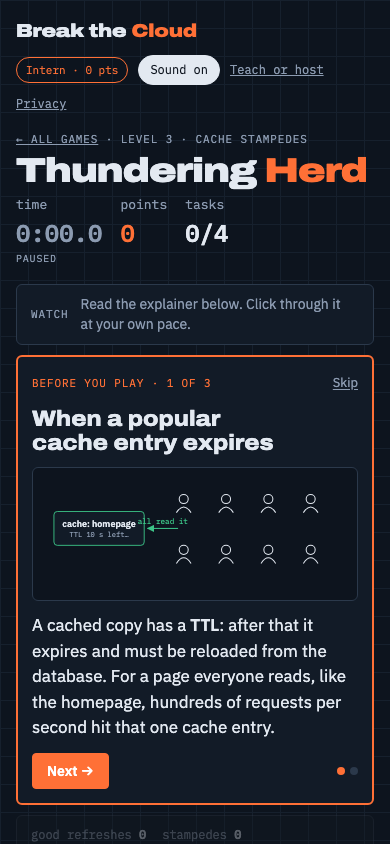 Break the Cloud
Intern · 0 pts
Sound on
Teach or host
Privacy
← ALL GAMES · LEVEL 3 · CACHE STAMPEDES
Thundering Herd
time points tasks
0:00.0 0 0/4
PAUSED
WATCH
Read the explainer below. Click through it
at your own pace.
BEFORE YOU PLAY · 1 OF 3
Skip
When a popular
cache entry expires
cache: homepage
all read it
TTL 10 s left…
A cached copy has a TTL: after that it
expires and must be reloaded from the
database. For a page everyone reads, like
the homepage, hundreds of requests per
second hit that one cache entry.
Next →
good refreshes 0 stampedes 0